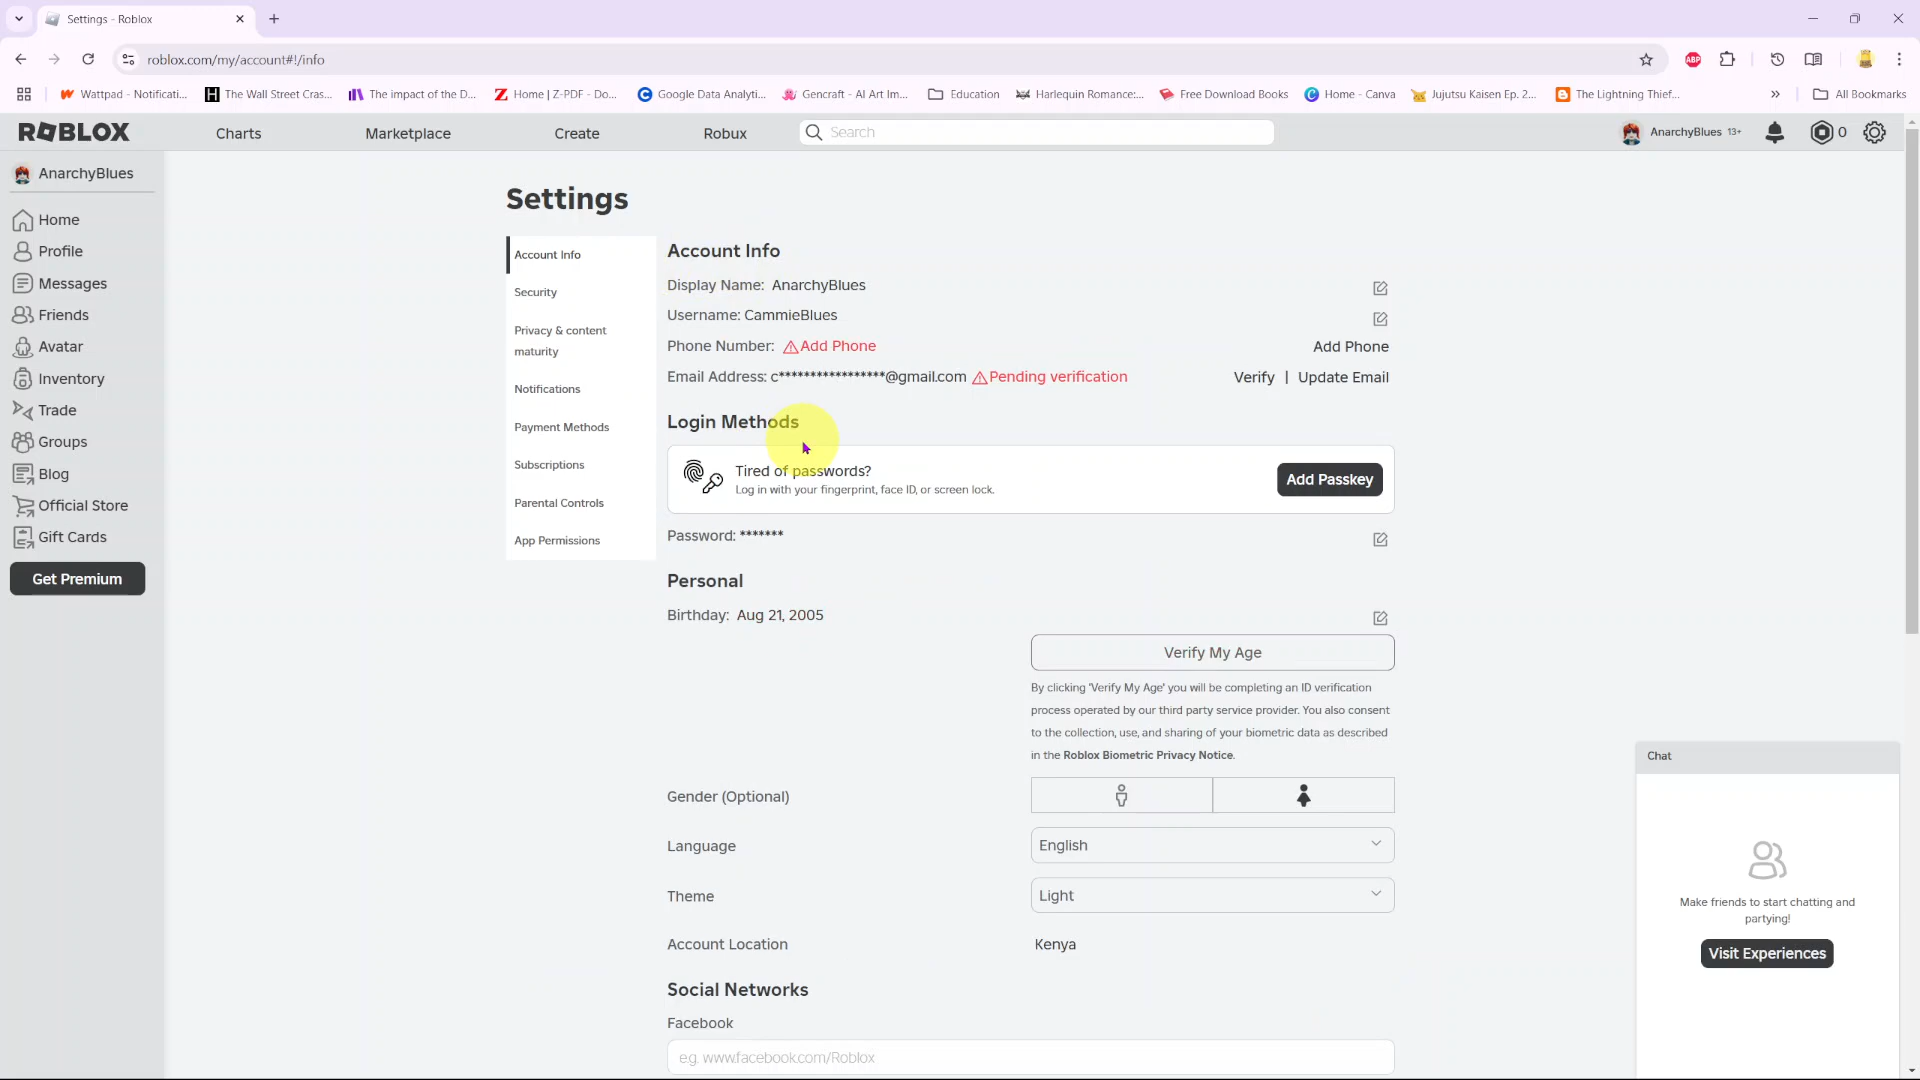 Settings - Roblox
roblox.com/my/account#!/info
ABP
Wattpad - Notificati...
The Wall Street Cras...
The impact of the D...
Home | Z-PDF - Do...
Google Data Analyti...
Gencraft - AI Art Im...
Education
Harlequin Romance:...
Free Download Books
Home - Canva
Jujutsu Kaisen Ep. 2...
The Lightning Thief...
All Bookmarks
ROBLOX
Charts
Marketplace
Create
Robux
Search
AnarchyBlues 13+
0
AnarchyBlues
Home
Profile
Messages
Friends
Avatar
Inventory
Trade
Groups
Blog
Official Store
Gift Cards
Get Premium
Settings
Account Info
Security
Privacy & content
maturity
Notifications
Payment Methods
Subscriptions
Parental Controls
App Permissions
Account Info
Display Name: AnarchyBlues
Username: CammieBlues
Phone Number: Add Phone
Add Phone
Email Address: c*****************@gmail.com Pending verification
Verify | Update Email
Login Methods
Tired of passwords?
Log in with your fingerprint, face ID, or screen lock.
Add Passkey
Password: *******
Personal
Birthday: Aug 21, 2005
Verify My Age
By clicking 'Verify My Age' you will be completing an ID verification
process operated by our third party service provider. You also consent
to the collection, use, and sharing of your biometric data as described
in the Roblox Biometric Privacy Notice.
Gender (Optional)
Language
English
Theme
Light
Account Location
Kenya
Social Networks
Facebook
e.g. www.facebook.com/Roblox
Chat
Make friends to start chatting and
partying!
Visit Experiences